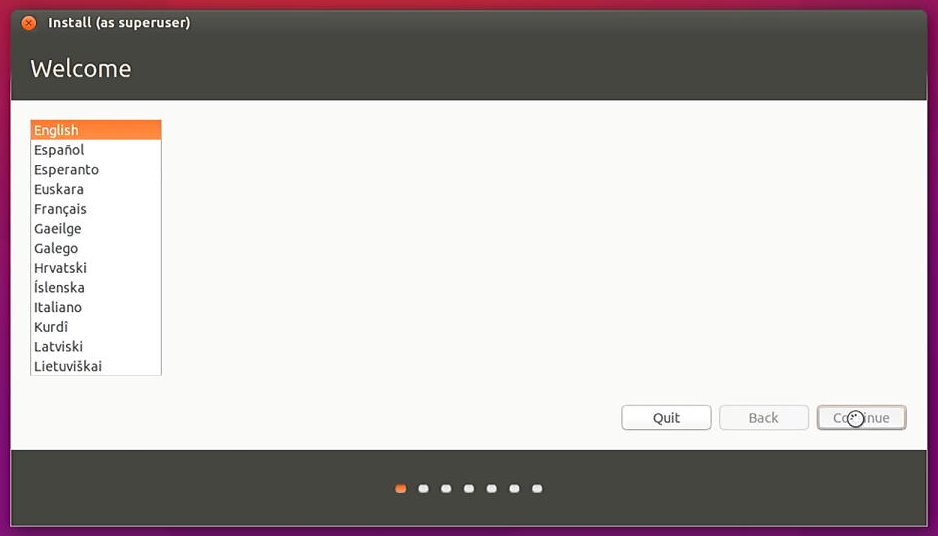 Install (as superuser)
Welcome
English
Español
Esperanto
Euskara
Français
Gaeilge
Galego
Hrvatski
Íslenska
Italiano
Kurdî
Latviski
Lietuviškai
Quit Back Continue